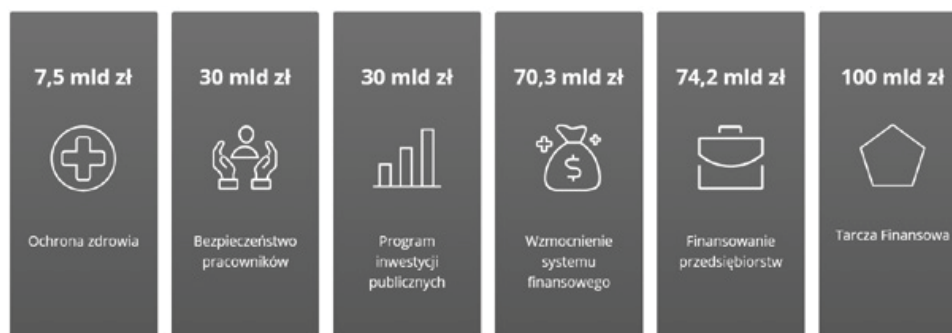 7,5 mld zł
Ochrona zdrowia
30 mld zł
Bezpieczeństwo
pracowników
30 mld zł
Program
inwestycji
publicznych
70,3 mld zł
$
Wzmocnienie
systemu
finansowego
74,2 mld zł
Finansowanie
przedsiębiorstw
100 mld zł
Tarcza Finansowa